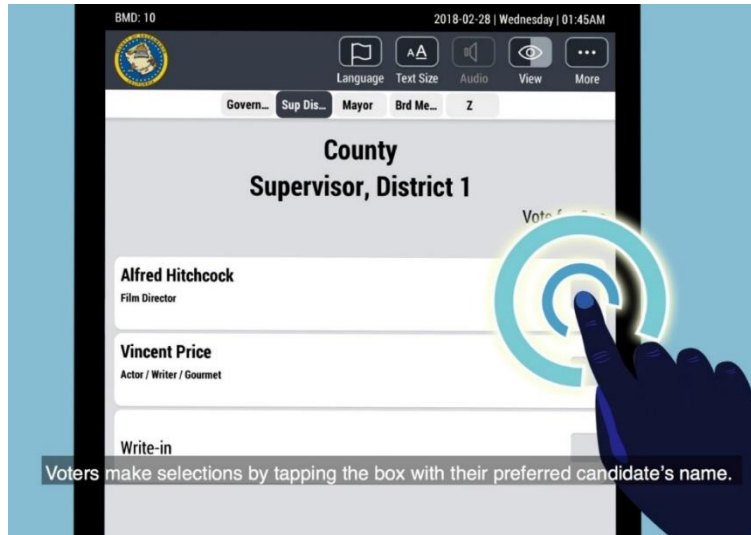 BMD: 10
2018-02-28 | Wednesday | 01:45AM
Language Text Size Audio View More
Govern... Sup Dis... Mayor Brd Me... Z
County
Supervisor, District 1
Vote
Alfred Hitchcock
Film Director
Vincent Price
Actor / Writer / Gourmet
Write-in
Voters make selections by tapping the box with their preferred candidate's name.